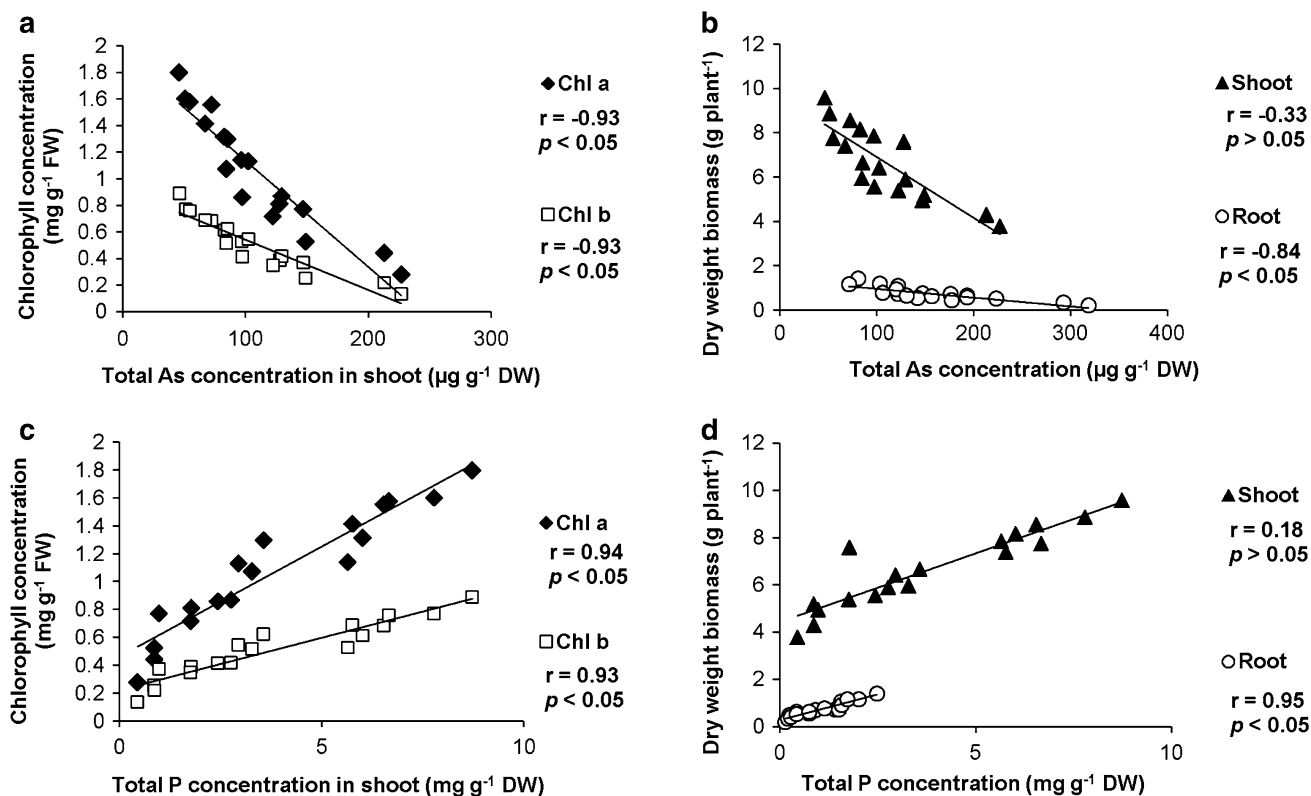 a
Chlorophyll concentration
(mg g⁻¹ FW)
2
1.8
1.6
1.4
1.2
1
0.8
0.6
0.4
0.2
0
0 100 200 300
Total As concentration in shoot (µg g⁻¹ DW)
Chl a
r = -0.93
p < 0.05
Chl b
r = -0.93
p < 0.05
b
Dry weight biomass (g plant⁻¹)
12
10
8
6
4
2
0
0 100 200 300 400
Total As concentration (µg g⁻¹ DW)
Shoot
r = -0.33
p > 0.05
Root
r = -0.84
p < 0.05
c
Chlorophyll concentration
(mg g⁻¹ FW)
2
1.8
1.6
1.4
1.2
1
0.8
0.6
0.4
0.2
0
0 5 10
Total P concentration in shoot (mg g⁻¹ DW)
Chl a
r = 0.94
p < 0.05
Chl b
r = 0.93
p < 0.05
d
Dry weight biomass (g plant⁻¹)
12
10
8
6
4
2
0
0 5 10
Total P concentration (mg g⁻¹ DW)
Shoot
r = 0.18
p > 0.05
Root
r = 0.95
p < 0.05